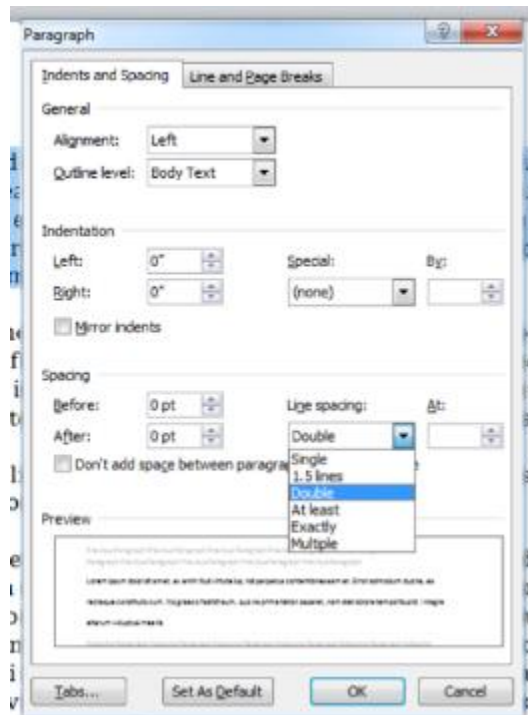 Paragraph
Indents and Spacing Line and Page Breaks
General
Alignment: Left
Outline level: Body Text
Indentation
Left: 0" Special: By:
Right: 0" (none)
Mirror indents
Spacing
Before: 0 pt Line spacing: At:
After: 0 pt Double
Don't add space between paragra
Single
1.5 lines
Double
At least
Exactly
Multiple
Preview
Tabs... Set As Default OK Cancel